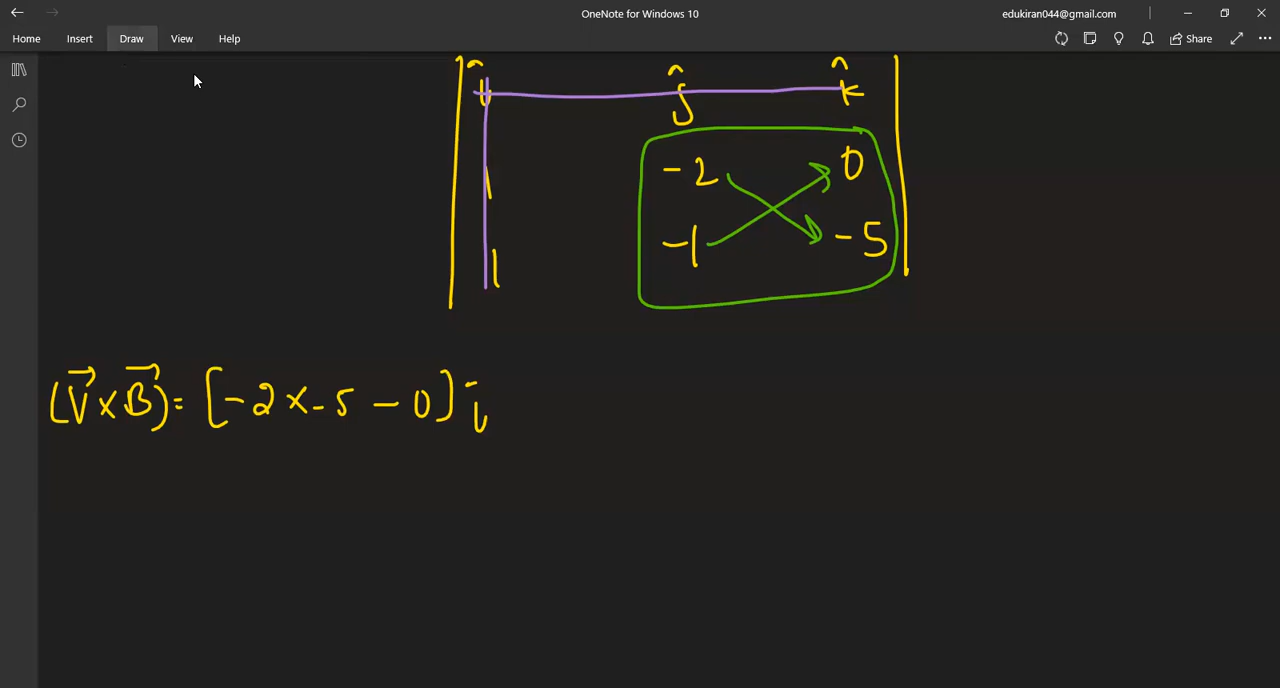 OneNote for Windows 10
edukiran044@gmail.com
Home Insert Draw View Help
Share
î ĵ k̂
1 -2 0
1 -1 -5
(V⃗ × B⃗) = [-2 × -5 - 0] i